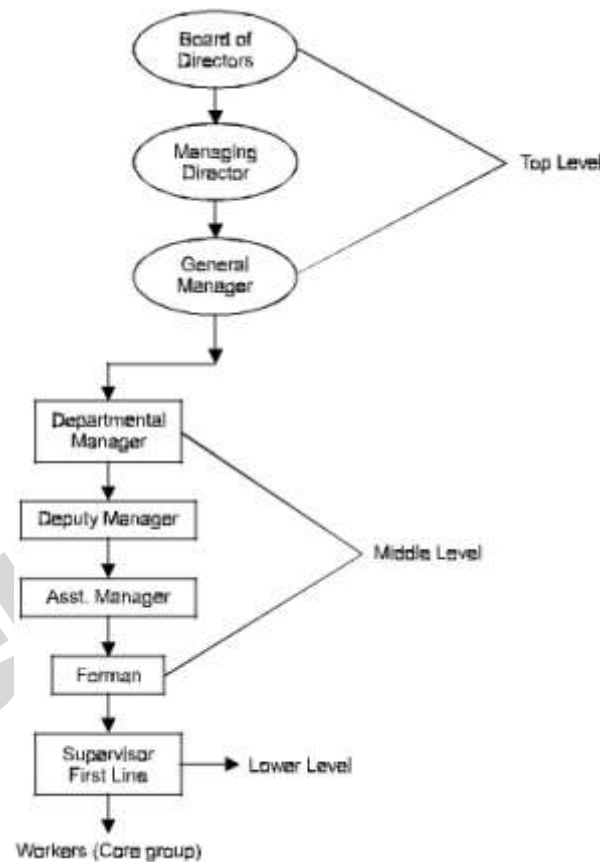 Board of
Directors
Managing
Director
Top Level
General
Manager
Departmental
Manager
Deputy Manager
Middle Level
Asst. Manager
Forman
Supervisor
First Line
Lower Level
Workers (Core group)